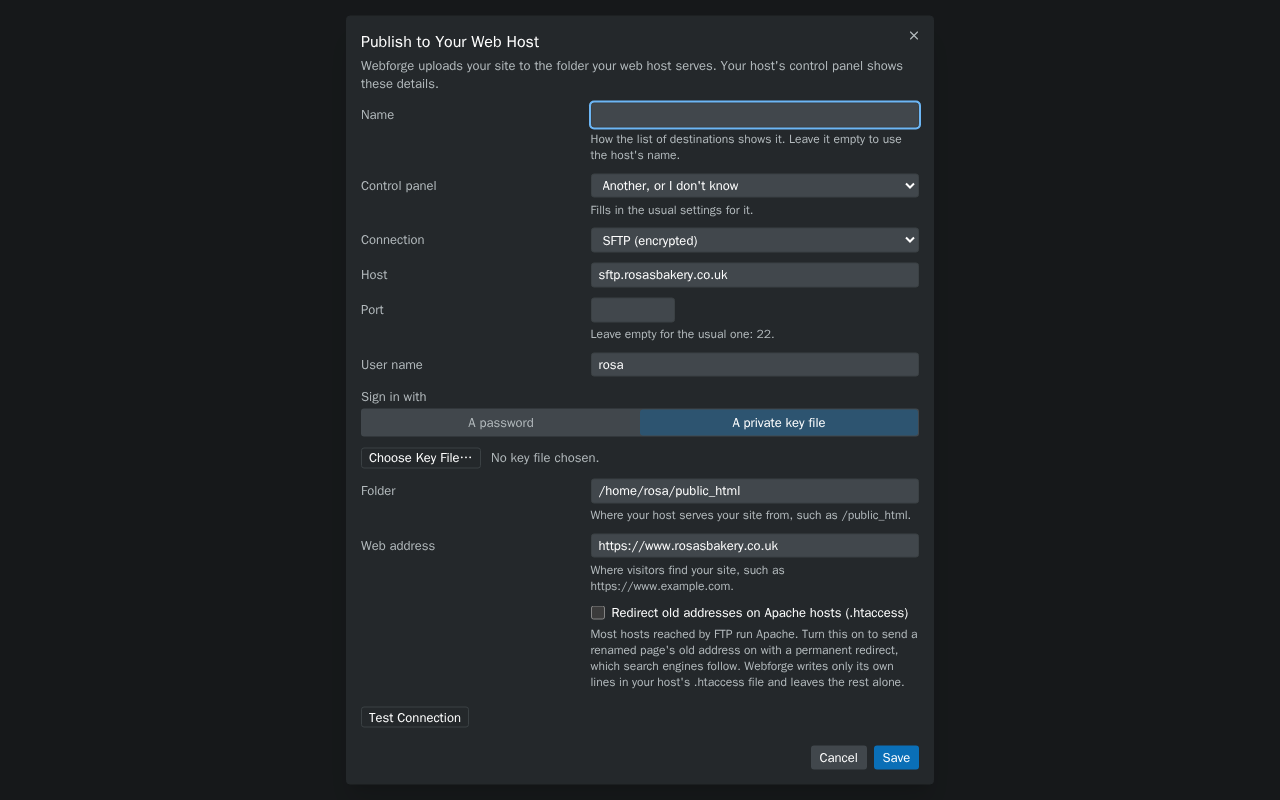 Publish to Your Web Host
Webforge uploads your site to the folder your web host serves. Your host's control panel shows
these details.
Name
How the list of destinations shows it. Leave it empty to use
the host's name.
Control panel
Another, or I don't know
Fills in the usual settings for it.
Connection
SFTP (encrypted)
Host
sftp.rosasbakery.co.uk
Port
Leave empty for the usual one: 22.
User name
rosa
Sign in with
A password
A private key file
Choose Key File…
No key file chosen.
Folder
/home/rosa/public_html
Where your host serves your site from, such as /public_html.
Web address
https://www.rosasbakery.co.uk
Where visitors find your site, such as
https://www.example.com.
Redirect old addresses on Apache hosts (.htaccess)
Most hosts reached by FTP run Apache. Turn this on to send a
renamed page's old address on with a permanent redirect,
which search engines follow. Webforge writes only its own
lines in your host's .htaccess file and leaves the rest alone.
Test Connection
Cancel
Save